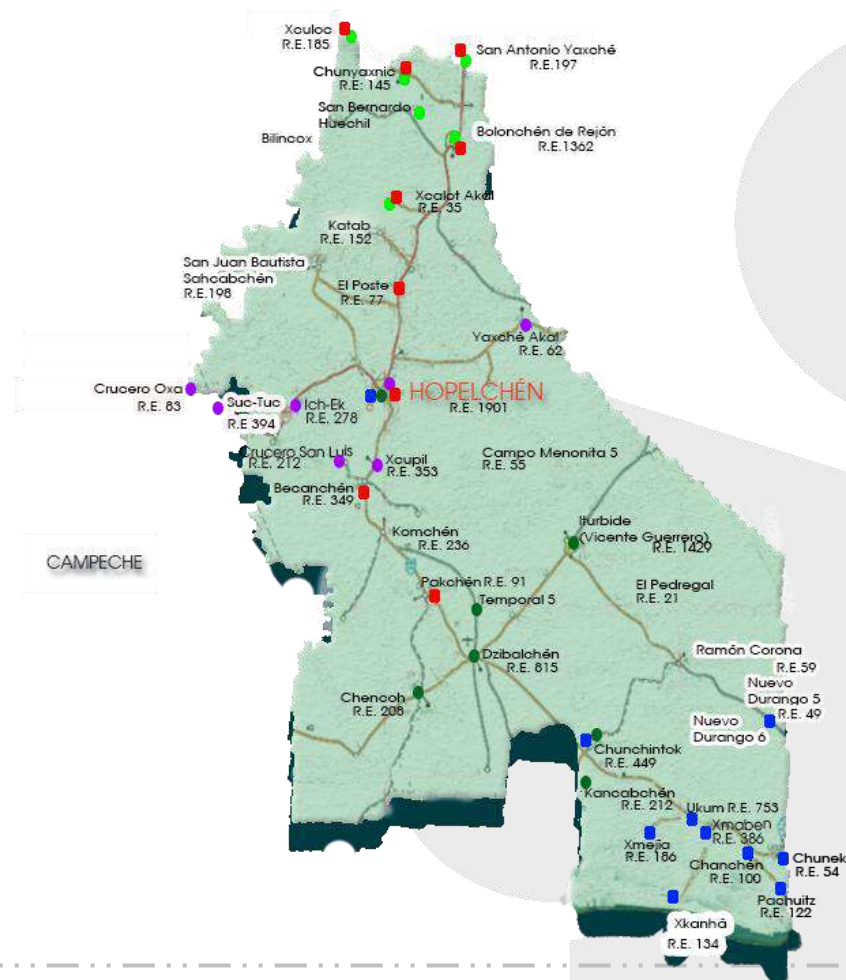 Xculoc
R.E.185
San Antonio Yaxché
R.E.197
Chunyaxnic
R.E: 145
San Bernardo
Huechil
Bilincox
Bolonchén de Rejón
R.E.1362
Xcalot Akal
R.E. 35
Katab
R.E. 152
San Juan Bautista
Sahcabchén
R.E.198
El Poste
R.E. 77
Yaxché Akal
R.E. 62
Crucero Oxa
R.E. 83
Suc-Tuc
R.E 394
Ich-Ek
R.E. 278
HOPELCHÉN
R.E. 1901
Crucero San Luis
R.E. 212
Xcupil
R.E. 353
Campo Menonita 5
R.E. 55
Becanchén
R.E. 349
Komchén
R.E. 236
Iturbide
(Vicente Guerrero)
R.E. 1429
CAMPECHE
Pakchén R.E. 91
El Pedregal
R.E. 21
Temporal 5
Dzibalchén
R.E. 815
Ramón Corona
R.E.59
Chencoh
R.E. 208
Nuevo
Durango 5
R.E. 49
Nuevo
Durango 6
Chunchintok
R.E. 449
Kancabchén
R.E. 212
Ukum R.E. 753
Xmaben
R.E. 386
Xmejía
R.E. 186
Chanchén
R.E. 100
Chunek
R.E. 54
Pachuitz
R.E. 122
Xkanhá
R.E. 134